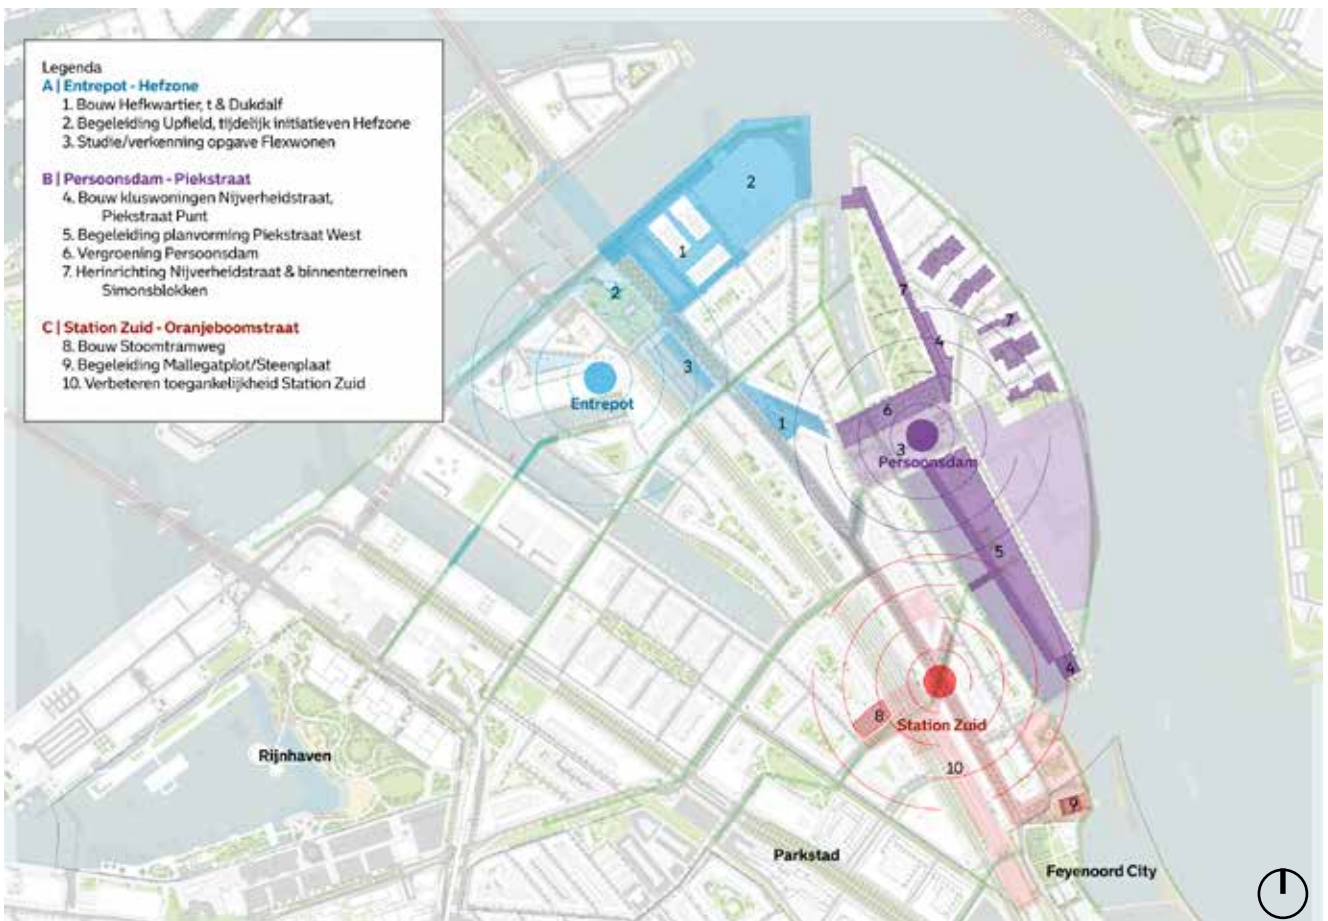 Legenda
A | Entrepot - Hefzone
1. Bouw Hefkwartier, t & Dukdalf
2. Begeleiding Upfield, tijdelijk initiatieven Hefzone
3. Studie/verkenning opgave Flexwonen
B | Persoonsdam - Piekstraat
4. Bouw kluswoningen Nijverheidstraat,
Piekstraat Punt
5. Begeleiding planvorming Piekstraat West
6. Vergroening Persoonsdam
7. Herinrichting Nijverheidstraat & binnenterreinen
Simonsblokken
C | Station Zuid - Oranjeboomstraat
8. Bouw Stoomtramweg
9. Begeleiding Mallegatplot/Steenplaat
10. Verbeteren toegankelijkheid Station Zuid
2
1
2
7
7
4
3
Entrepot
1
6
3
Persoonsdam
5
4
8
Station Zuid
10
9
Rijnhaven
Parkstad
Feyenoord City